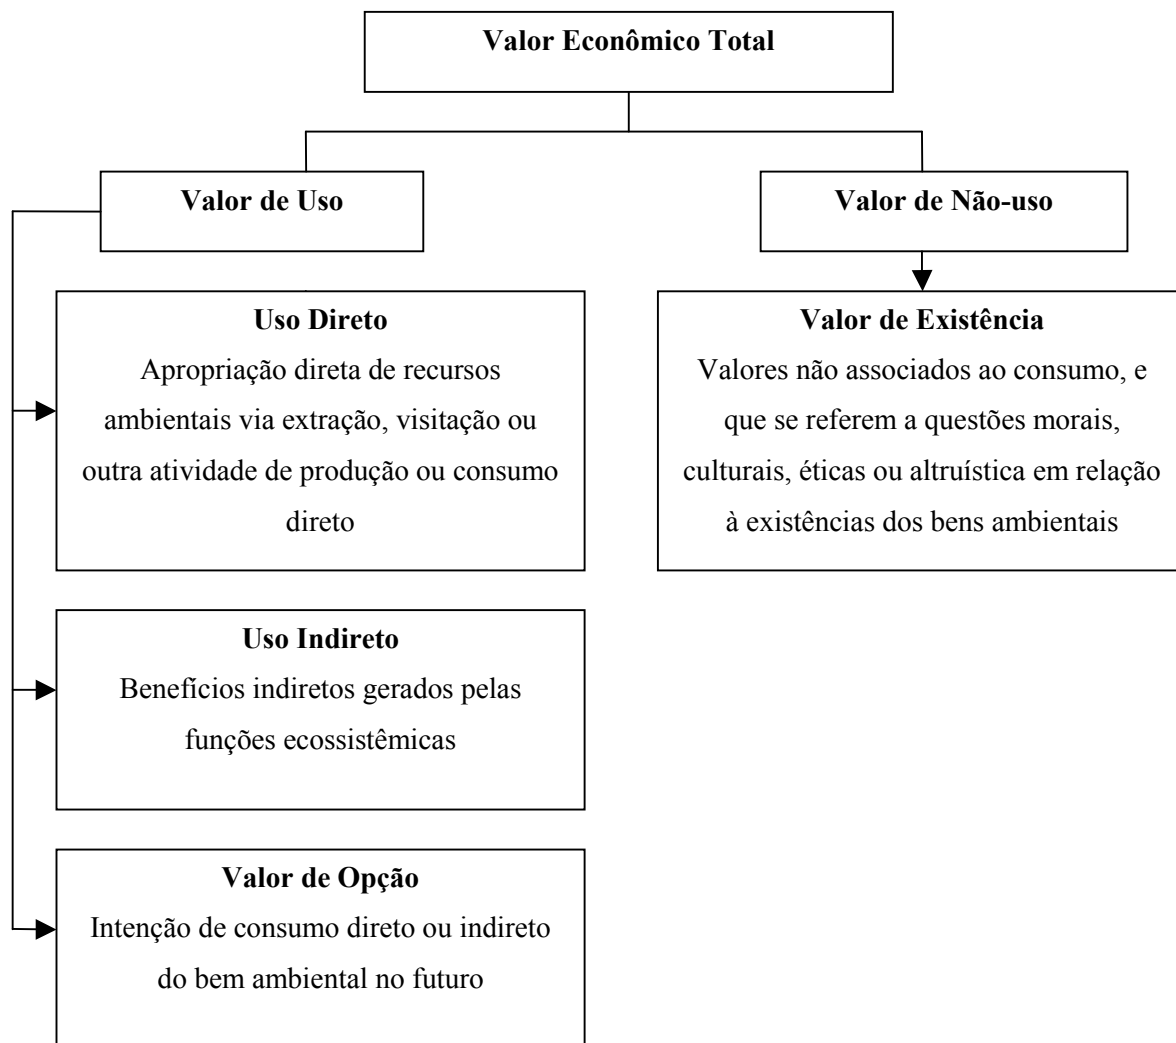 Valor Econômico Total
Valor de Uso
Valor de Não-uso
Uso Direto
Apropriação direta de recursos
ambientais via extração, visitação ou
outra atividade de produção ou consumo
direto
Valor de Existência
Valores não associados ao consumo, e
que se referem a questões morais,
culturais, éticas ou altruística em relação
à existências dos bens ambientais
Uso Indireto
Benefícios indiretos gerados pelas
funções ecossistêmicas
Valor de Opção
Intenção de consumo direto ou indireto
do bem ambiental no futuro